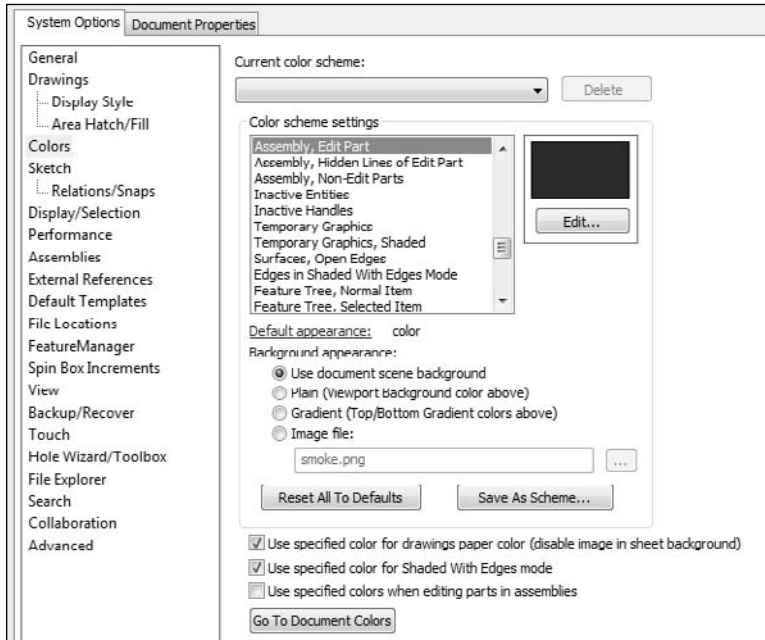 System Options
Document Properties
General
Drawings
Display Style
Area Hatch/Fill
Colors
Sketch
Relations/Snaps
Display/Selection
Performance
Assemblies
External References
Default Templates
File Locations
FeatureManager
Spin Box Increments
View
Backup/Recover
Touch
Hole Wizard/Toolbox
File Explorer
Search
Collaboration
Advanced
Current color scheme:
Delete
Color scheme settings
Assembly, Edit Part
Assembly, Hidden Lines of Edit Part
Assembly, Non-Edit Parts
Inactive Entities
Inactive Handles
Temporary Graphics
Temporary Graphics, Shaded
Surfaces, Open Edges
Edges in Shaded With Edges Mode
Feature Tree, Normal Item
Feature Tree, Selected Item
Edit...
Default appearance: color
Background appearance:
Use document scene background
Plain (Viewport Background color above)
Gradient (Top/Bottom Gradient colors above)
Image file:
smoke.png
...
Reset All To Defaults
Save As Scheme...
Use specified color for drawings paper color (disable image in sheet background)
Use specified color for Shaded With Edges mode
Use specified colors when editing parts in assemblies
Go To Document Colors